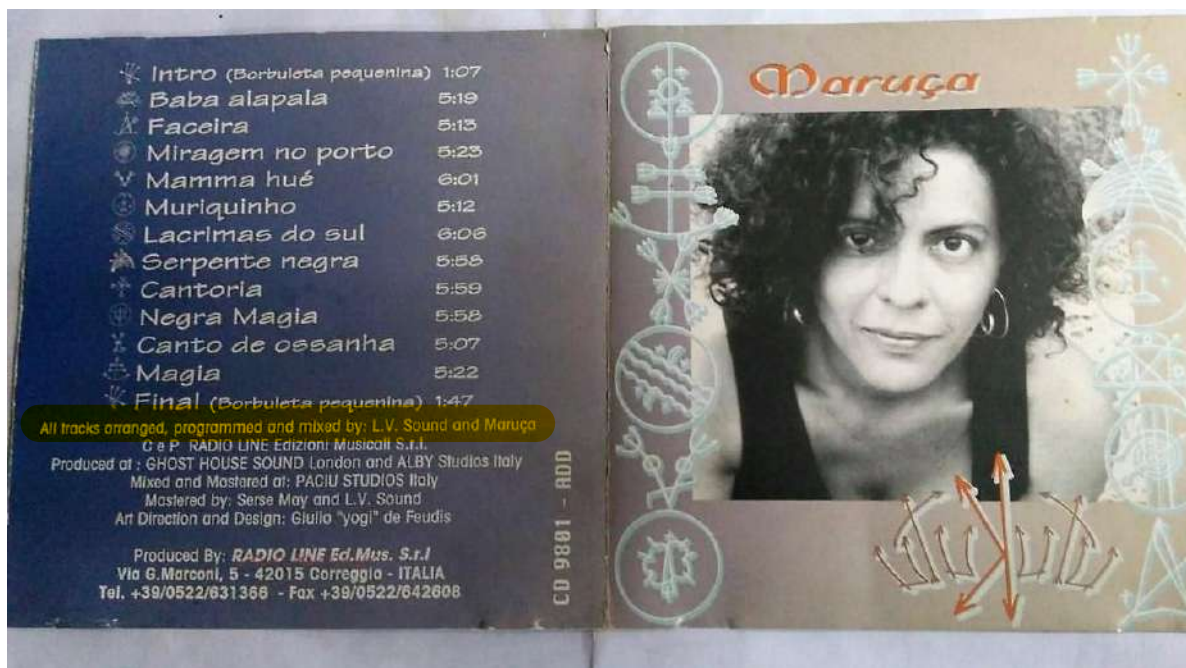 Intro (Borbuleta pequenina) 1:07
Baba alapala 5:19
Faceira 5:13
Miragem no porto 5:23
Mamma hué 6:01
Muriquinho 5:12
Lacrimas do sul 6:06
Serpente negra 5:58
Cantoria 5:59
Negra Magia 5:58
Canto de ossanha 5:07
Magia 5:22
Final (Borbuleta pequenina) 1:47
All tracks arranged, programmed and mixed by: L.V. Sound and Maruça
C e P RADIO LINE Edizioni Musicali S.r.i.
Produced at : GHOST HOUSE SOUND London and ALBY Studios Italy
Mixed and Mastered at: PACIU STUDIOS Italy
Mastered by: Serse May and L.V. Sound
Art Direction and Design: Giulio "yogi" de Feudis
Produced By: RADIO LINE Ed.Mus. S.r.l
Via G.Marconi, 5 - 42015 Correggio - ITALIA
Tel. +39/0522/631366 - Fax +39/0522/642608
CD 9801 - ADD
Maruça